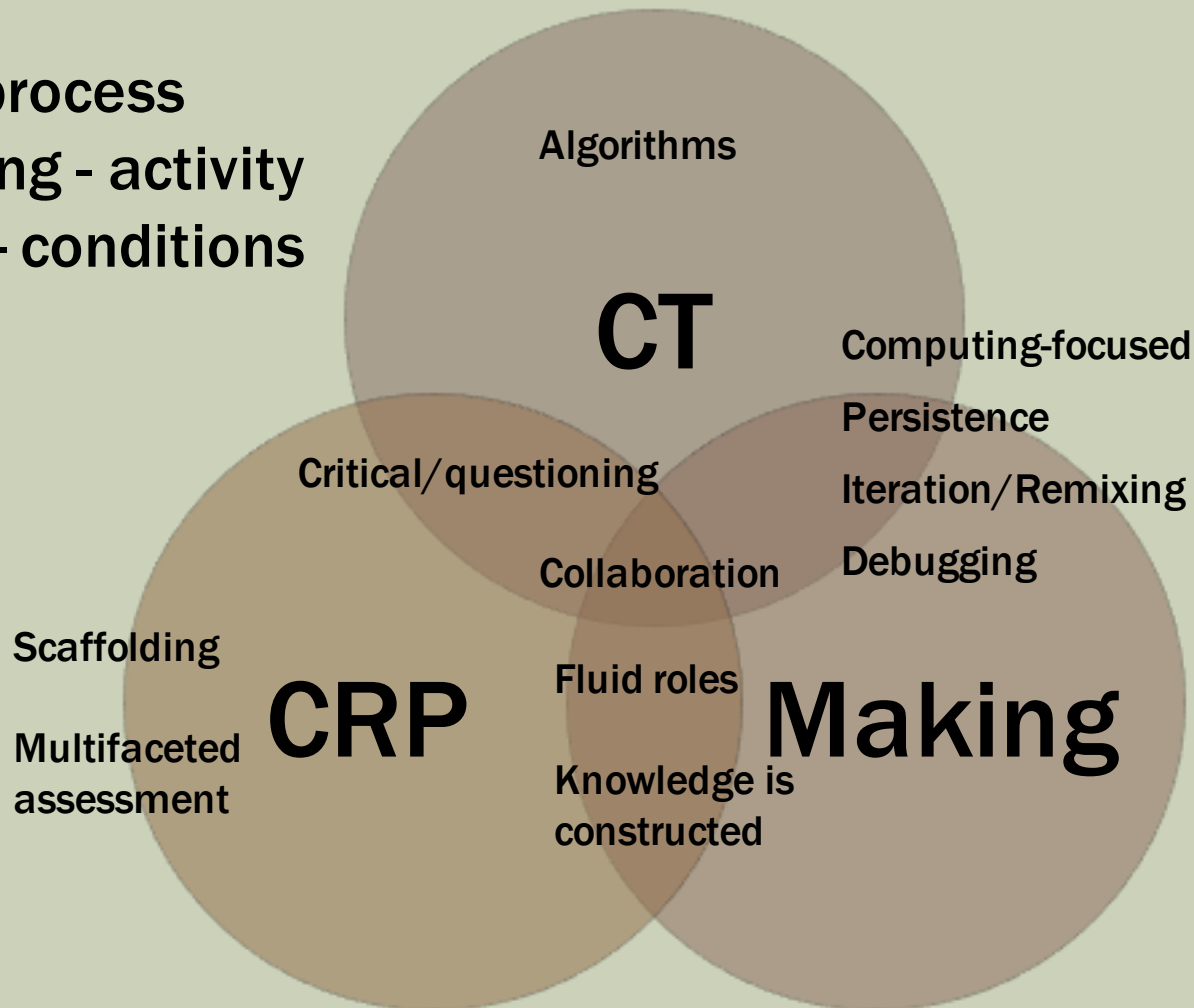 process
ng - activity
- conditions
Algorithms
CT
Computing-focused
Persistence
Critical/questioning
Iteration/Remixing
Debugging
Collaboration
Scaffolding
Fluid roles
CRP
Making
Multifaceted
assessment
Knowledge is
constructed